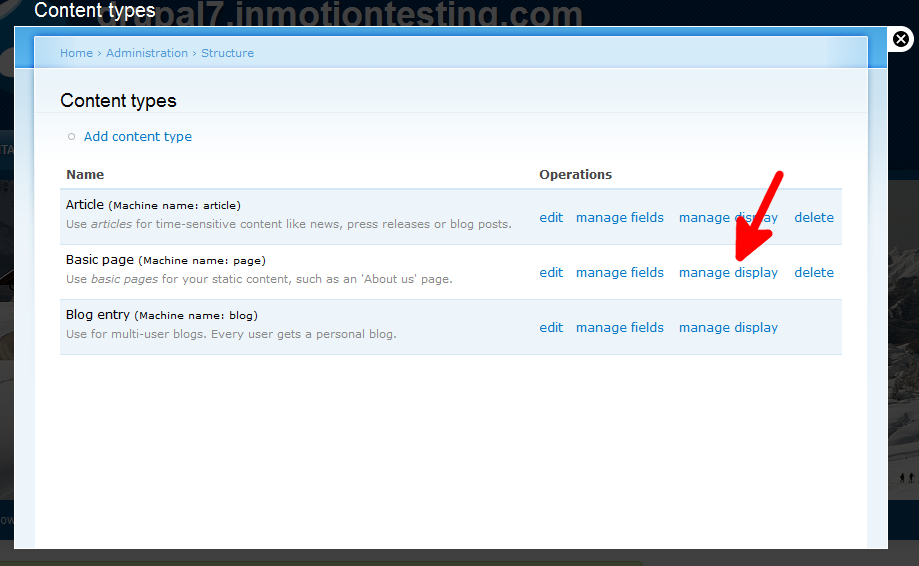 Content types
drupal7.inmotiontesting.com
Home › Administration › Structure
Content types
Add content type
Name Operations
Article (Machine name: article)
Use articles for time-sensitive content like news, press releases or blog posts.
edit manage fields manage display delete
Basic page (Machine name: page)
Use basic pages for your static content, such as an 'About us' page.
edit manage fields manage display delete
Blog entry (Machine name: blog)
Use for multi-user blogs. Every user gets a personal blog.
edit manage fields manage display